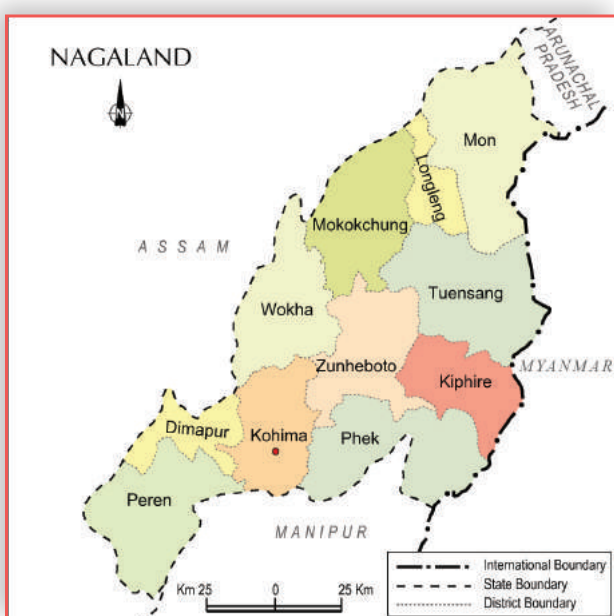 NAGALAND
N
ARUNACHAL
PRADESH
Mon
Longleng
Mokokchung
ASSAM
Tuensang
Wokha
Zunheboto
MYANMAR
Kiphire
Dimapur
Kohima
Phek
Peren
MANIPUR
International Boundary
State Boundary
District Boundary
Km 25 0 25 Km